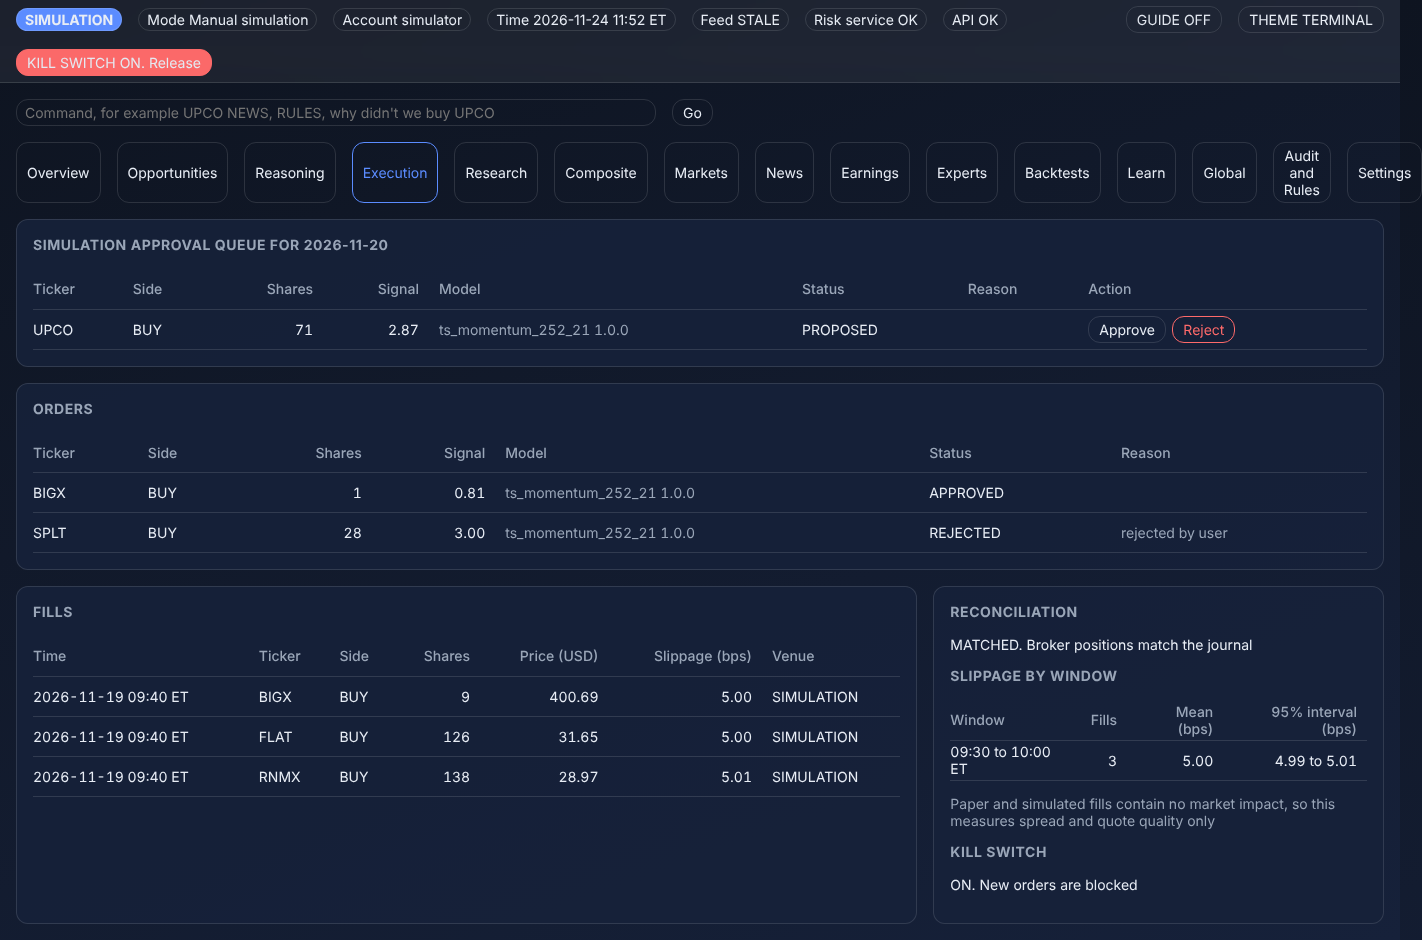 SIMULATION Mode Manual simulation Account simulator Time 2026-11-24 11:52 ET Feed STALE Risk service OK API OK GUIDE OFF THEME TERMINAL
KILL SWITCH ON. Release
Command, for example UPCO NEWS, RULES, why didn't we buy UPCO Go
Overview Opportunities Reasoning Execution Research Composite Markets News Earnings Experts Backtests Learn Global Audit and Rules Settings
SIMULATION APPROVAL QUEUE FOR 2026-11-20
Ticker Side Shares Signal Model Status Reason Action
UPCO BUY 71 2.87 ts_momentum_252_21 1.0.0 PROPOSED Approve Reject
ORDERS
Ticker Side Shares Signal Model Status Reason
BIGX BUY 1 0.81 ts_momentum_252_21 1.0.0 APPROVED
SPLT BUY 28 3.00 ts_momentum_252_21 1.0.0 REJECTED rejected by user
FILLS
Time Ticker Side Shares Price (USD) Slippage (bps) Venue
2026-11-19 09:40 ET BIGX BUY 9 400.69 5.00 SIMULATION
2026-11-19 09:40 ET FLAT BUY 126 31.65 5.00 SIMULATION
2026-11-19 09:40 ET RNMX BUY 138 28.97 5.01 SIMULATION
RECONCILIATION
MATCHED. Broker positions match the journal
SLIPPAGE BY WINDOW
Window Fills Mean (bps) 95% interval (bps)
09:30 to 10:00 ET 3 5.00 4.99 to 5.01
Paper and simulated fills contain no market impact, so this
measures spread and quote quality only
KILL SWITCH
ON. New orders are blocked